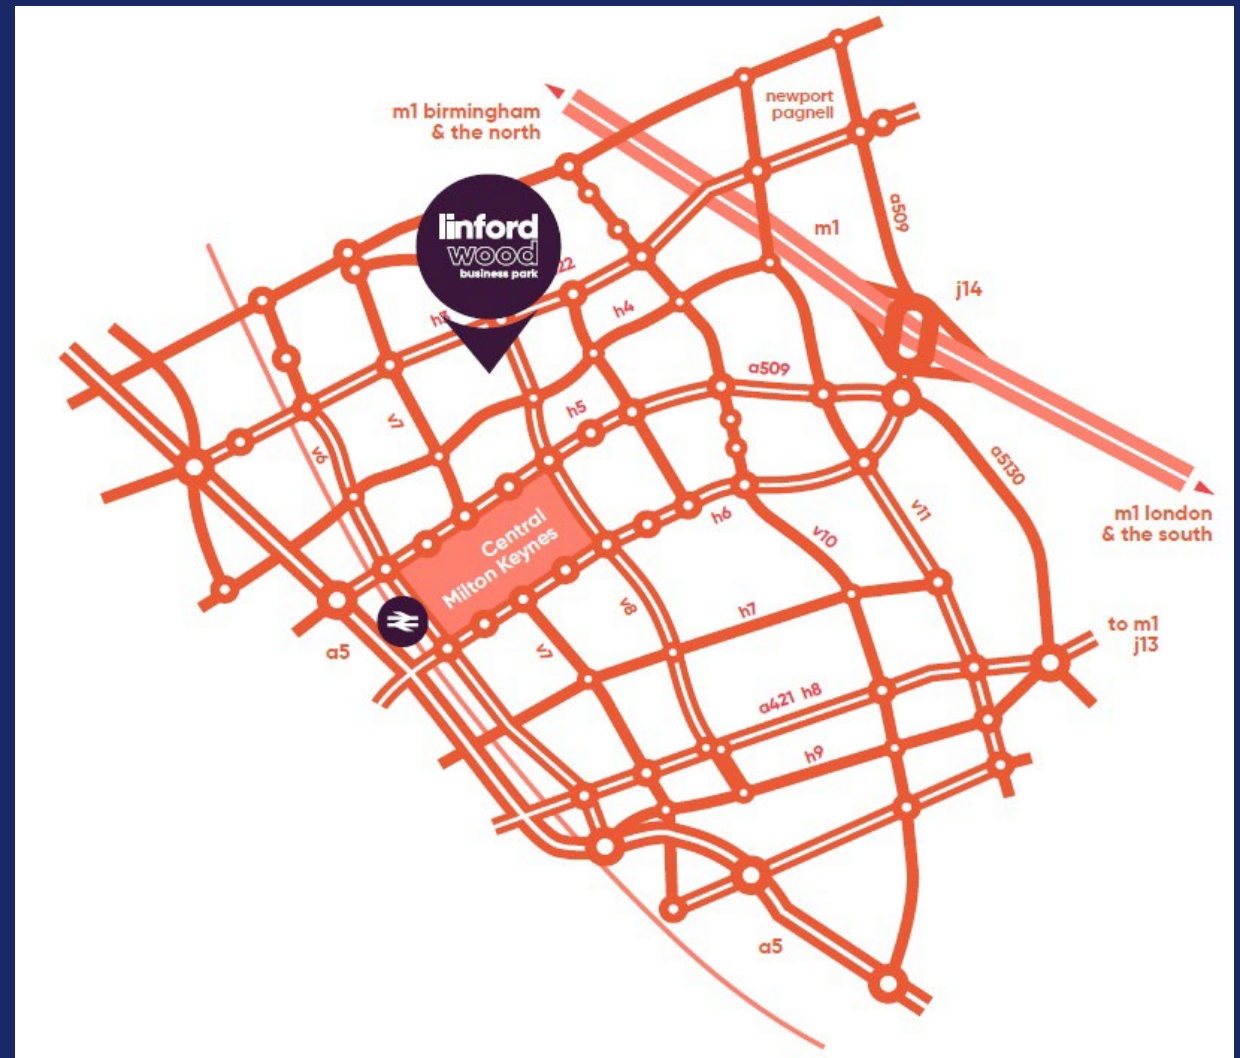 newport
pagnell
m1 birmingham
& the north
a509
m1
linford
wood
business park
22
j14
h3
h4
a509
h5
v7
v6
a5130
m1 london
& the south
v11
h6
v10
Central
Milton Keynes
v8
h7
to m1
j13
a5
v7
a421 h8
h9
a5